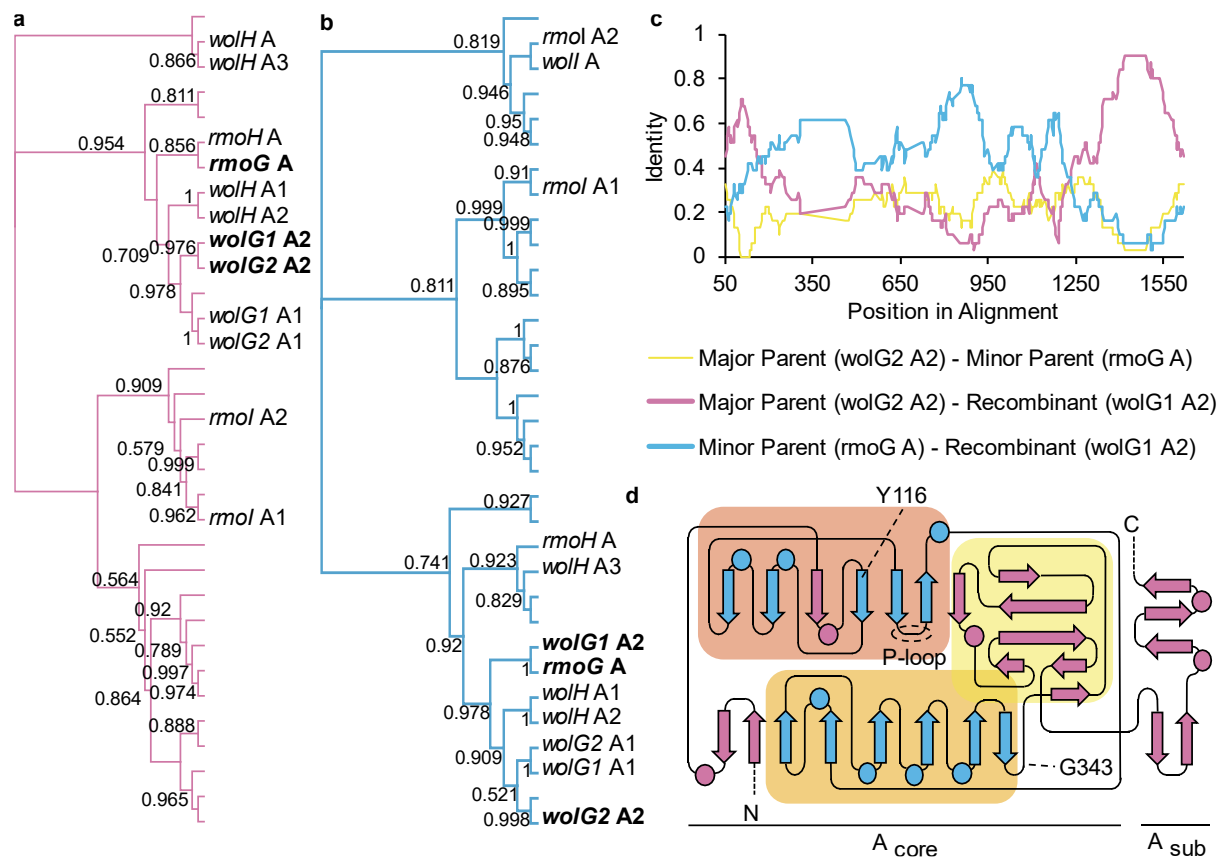 a
wolH A
0.866
wolH A3
0.811
0.954
rmoH A
0.856
rmoG A
wolH A1
1
wolH A2
wolG1 A2
0.976
0.709
wolG2 A2
0.978
wolG1 A1
1
wolG2 A1
0.909
rmoI A2
0.579
0.999
0.841
0.962
rmoI A1
0.564
0.92
0.552
0.789
0.997
0.974
0.864
0.888
0.965
b
0.819
rmoI A2
wolI A
0.946
0.95
0.948
0.91
rmoI A1
0.999
0.999
1
0.811
0.895
1
0.876
1
0.952
0.927
rmoH A
0.741
0.923
wolH A3
0.829
0.92
wolG1 A2
1
rmoG A
wolH A1
0.978
1
wolH A2
wolG2 A1
0.909
1
wolG1 A1
0.521
0.998
wolG2 A2
c
1
0.8
0.6
0.4
0.2
0
Identity
50 350 650 950 1250 1550
Position in Alignment
Major Parent (wolG2 A2) - Minor Parent (rmoG A)
Major Parent (wolG2 A2) - Recombinant (wolG1 A2)
Minor Parent (rmoG A) - Recombinant (wolG1 A2)
d
Y116
C
P-loop
G343
N
A core
A sub